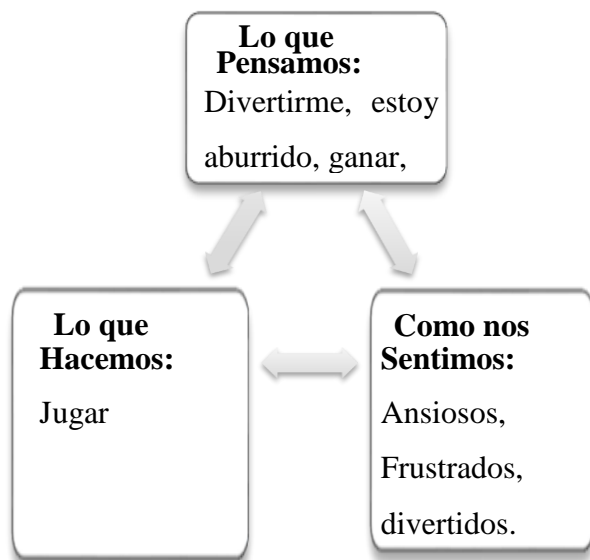 Lo que
Pensamos:
Divertirme, estoy
aburrido, ganar,
Lo que
Hacemos:
Jugar
Como nos
Sentimos:
Ansiosos,
Frustrados,
divertidos.